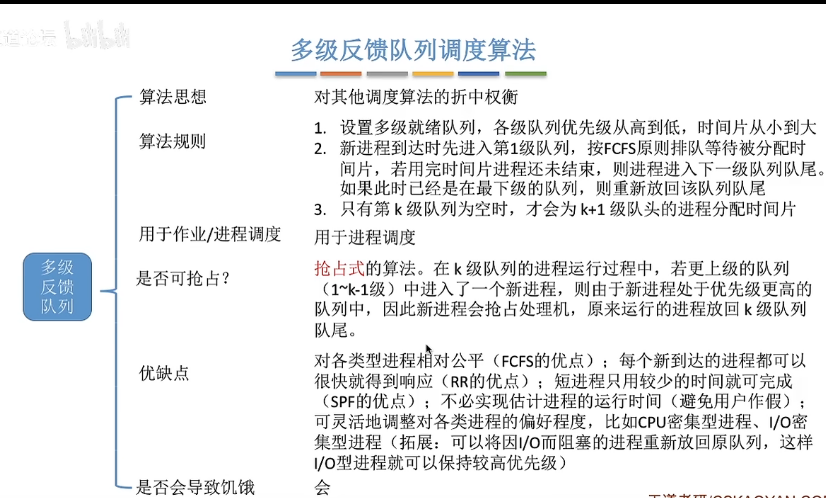 bilibili
多级反馈队列调度算法
算法思想
对其他调度算法的折中权衡
算法规则
1. 设置多级就绪队列，各级队列优先级从高到低，时间片从小到大
2. 新进程到达时先进入第1级队列，按FCFS原则排队等待被分配时
间片，若用完时间片进程还未结束，则进程进入下一级队列队尾。
如果此时已经是在最下级的队列，则重新放回该队列队尾
3. 只有第 k 级队列为空时，才会为 k+1 级队头的进程分配时间片
用于作业/进程调度
用于进程调度
多级
反馈
队列
是否可抢占？
抢占式的算法。在 k 级队列的进程运行过程中，若更上级的队列
（1~k-1级）中进入了一个新进程，则由于新进程处于优先级更高的
队列中，因此新进程会抢占处理机，原来运行的进程放回 k 级队列
队尾。
优缺点
对各类型进程相对公平（FCFS的优点）；每个新到达的进程都可以
很快就得到响应（RR的优点）；短进程只用较少的时间就可完成
（SPF的优点）；不必实现估计进程的运行时间（避免用户作假）；
可灵活地调整对各类进程的偏好程度，比如CPU密集型进程、I/O密
集型进程（拓展：可以将因I/O而阻塞的进程重新放回原队列，这样
I/O型进程就可以保持较高优先级）
是否会导致饥饿
会